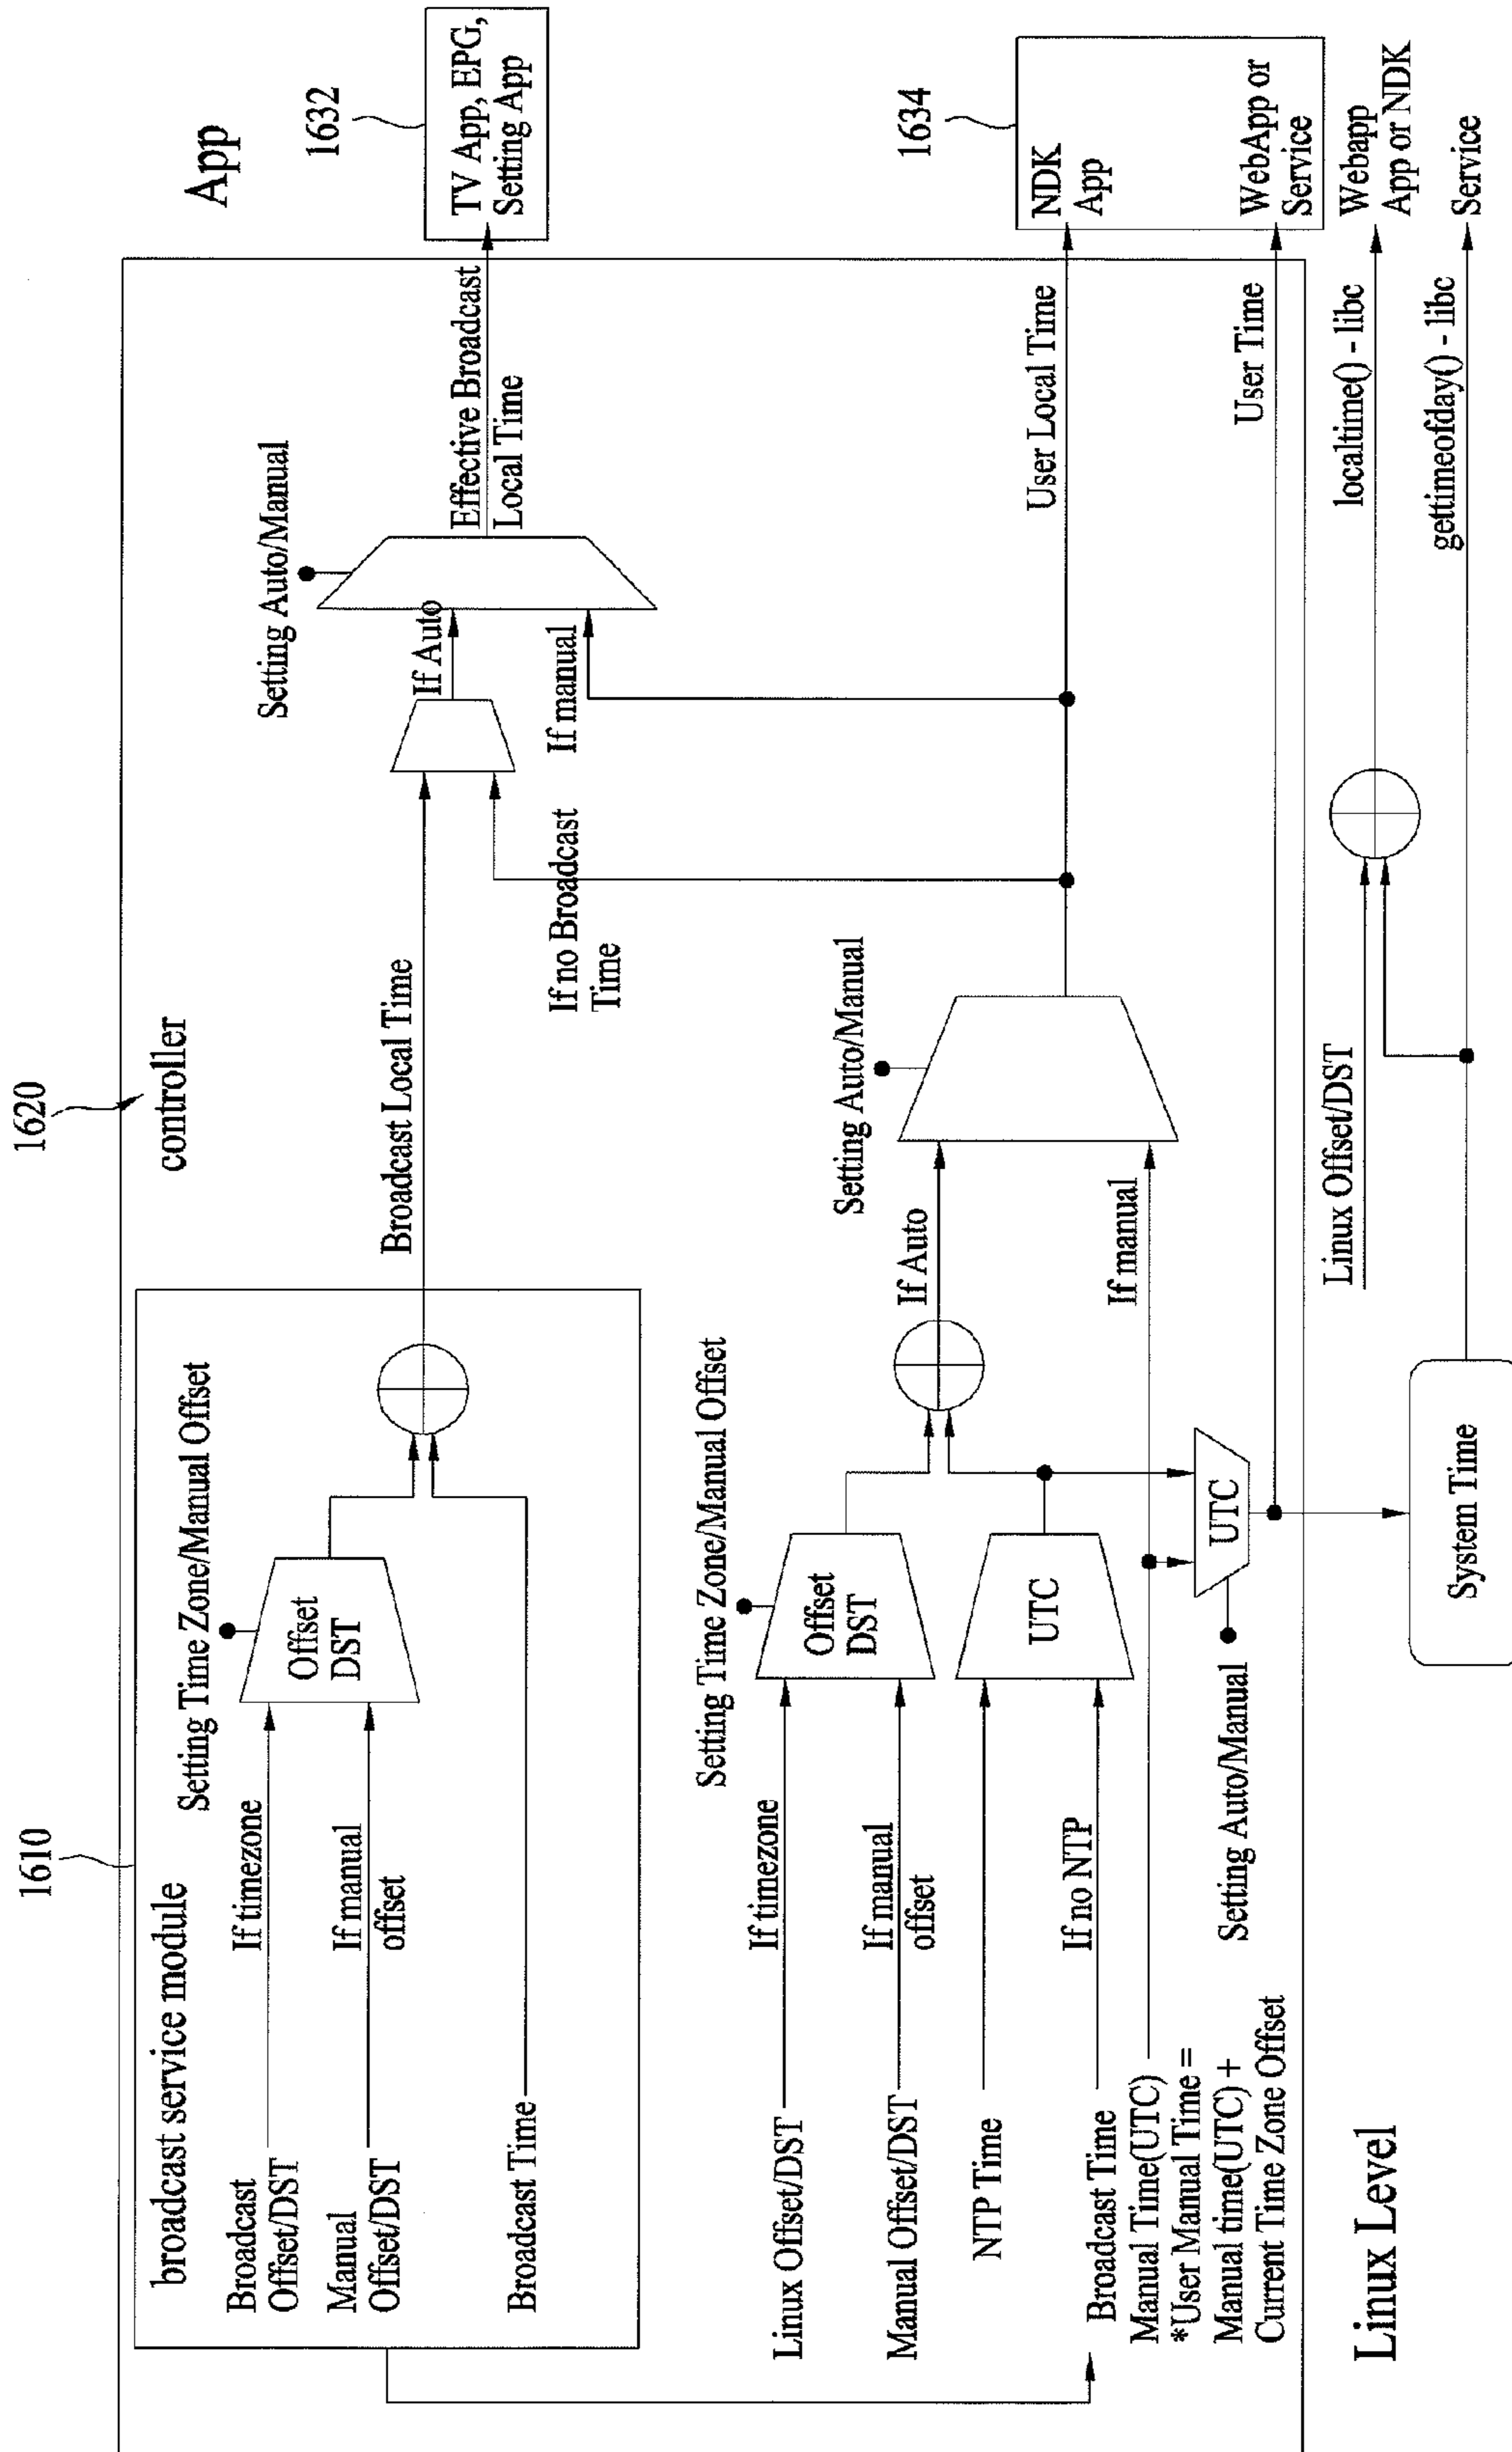 1620
controller
App
1610
broadcast service module
Setting Time Zone/Manual Offset
Broadcast
Offset/DST
If timezone
Offset
DST
Manual
Offset/DST
If manual
offset
Broadcast Time
Broadcast Local Time
If no Broadcast
Time
If Auto
If manual
Setting Auto/Manual
Effective Broadcast
Local Time
1632
TV App, EPG,
Setting App
Setting Time Zone/Manual Offset
Linux Offset/DST
If timezone
Offset
DST
Manual Offset/DST
If manual
offset
NTP Time
UTC
Broadcast Time
If no NTP
Manual Time(UTC)
*User Manual Time =
Manual time(UTC) +
Current Time Zone Offset
If Auto
If manual
Setting Auto/Manual
UTC
Setting Auto/Manual
User Local Time
User Time
1634
NDK
App
WebApp or
Service
Linux Level
System Time
Linux Offset/DST
localtime() - libc
Webapp
App or NDK
gettimeofday() - libc
Service